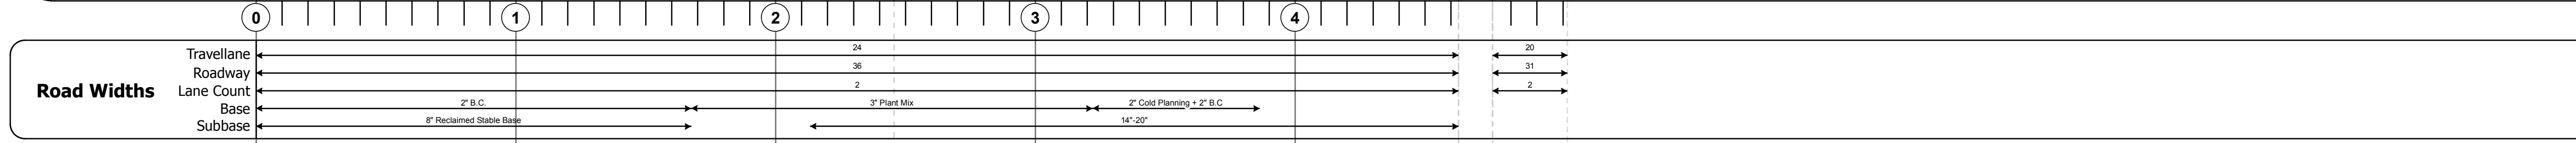 0 1 2 3 4
Road Widths
Travellane 24 20
Roadway 36 31
Lane Count 2 2
Base 2" B.C. 3" Plant Mix 2" Cold Planning + 2" B.C
Subbase 8" Reclaimed Stable Base 14"-20"